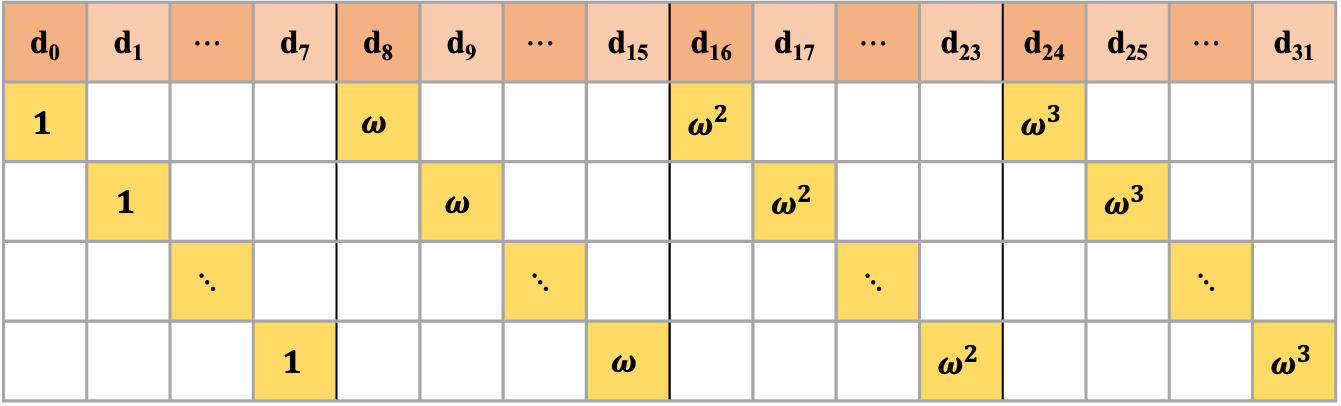 d₀ d₁ ⋯ d₇ d₈ d₉ ⋯ d₁₅ d₁₆ d₁₇ ⋯ d₂₃ d₂₄ d₂₅ ⋯ d₃₁
1 ω ω² ω³
1 ω ω² ω³
⋱ ⋱ ⋱ ⋱
1 ω ω² ω³